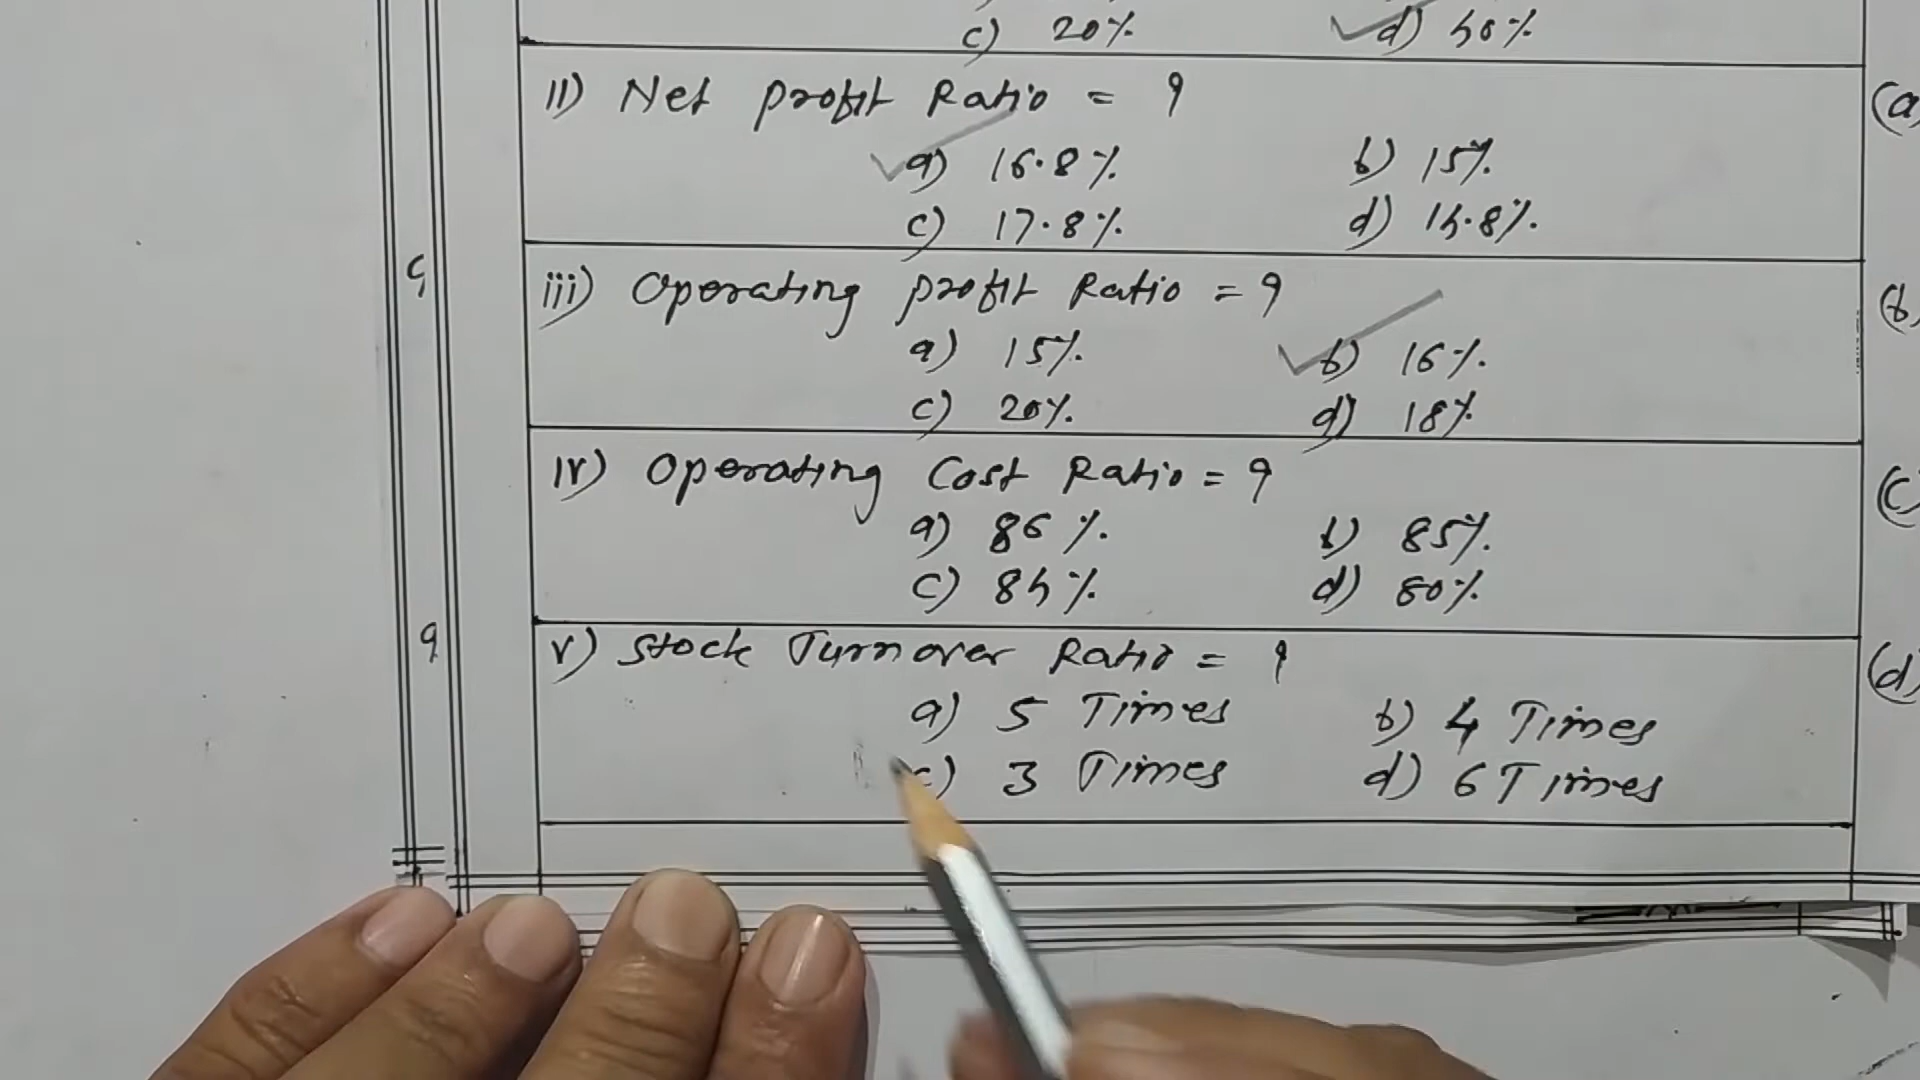 c) 20% d) 40%
ii) Net Profit Ratio = ?
a) 16.8% b) 15%
c) 17.8% d) 14.8%
iii) Operating Profit Ratio = ?
a) 15% b) 16%
c) 20% d) 18%
iv) Operating Cost Ratio = ?
a) 86% b) 85%
c) 84% d) 80%
v) Stock Turnover Ratio = ?
a) 5 Times b) 4 Times
c) 3 Times d) 6 Times
(a)
(b)
(c)
(d)